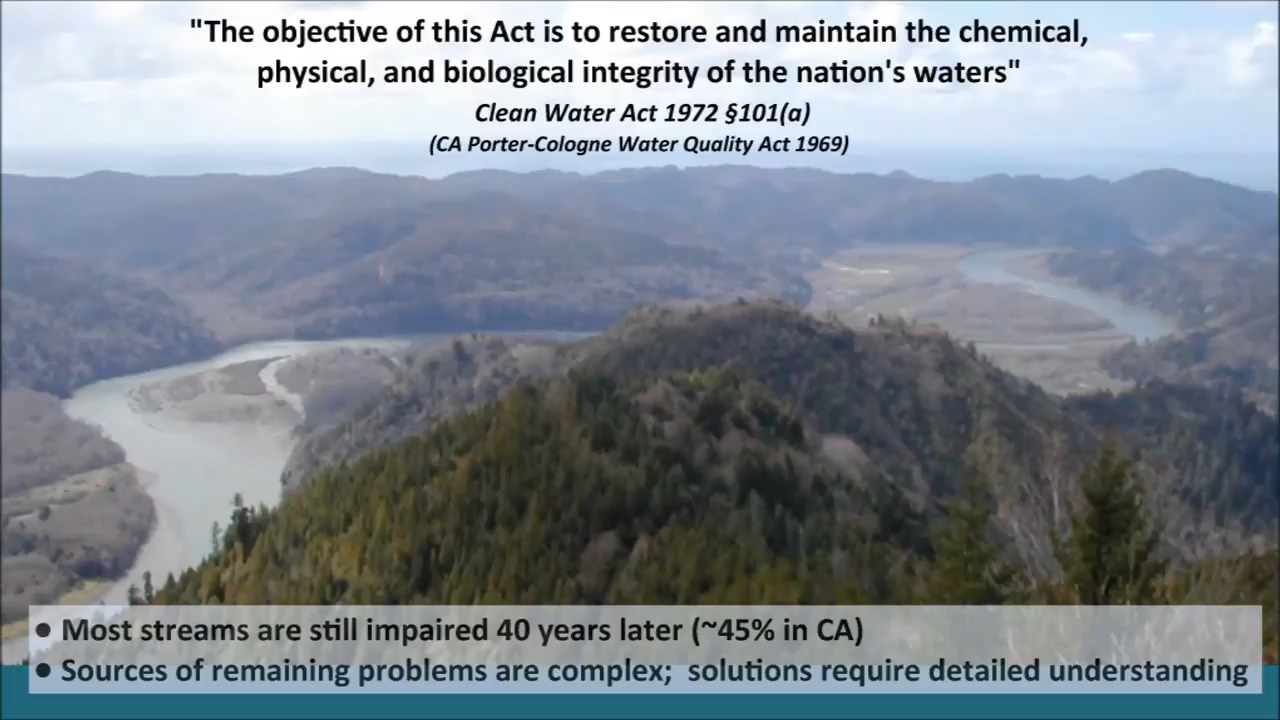 "The objective of this Act is to restore and maintain the chemical,
physical, and biological integrity of the nation's waters"
Clean Water Act 1972 §101(a)
(CA Porter-Cologne Water Quality Act 1969)
● Most streams are still impaired 40 years later (~45% in CA)
● Sources of remaining problems are complex;  solutions require detailed understanding